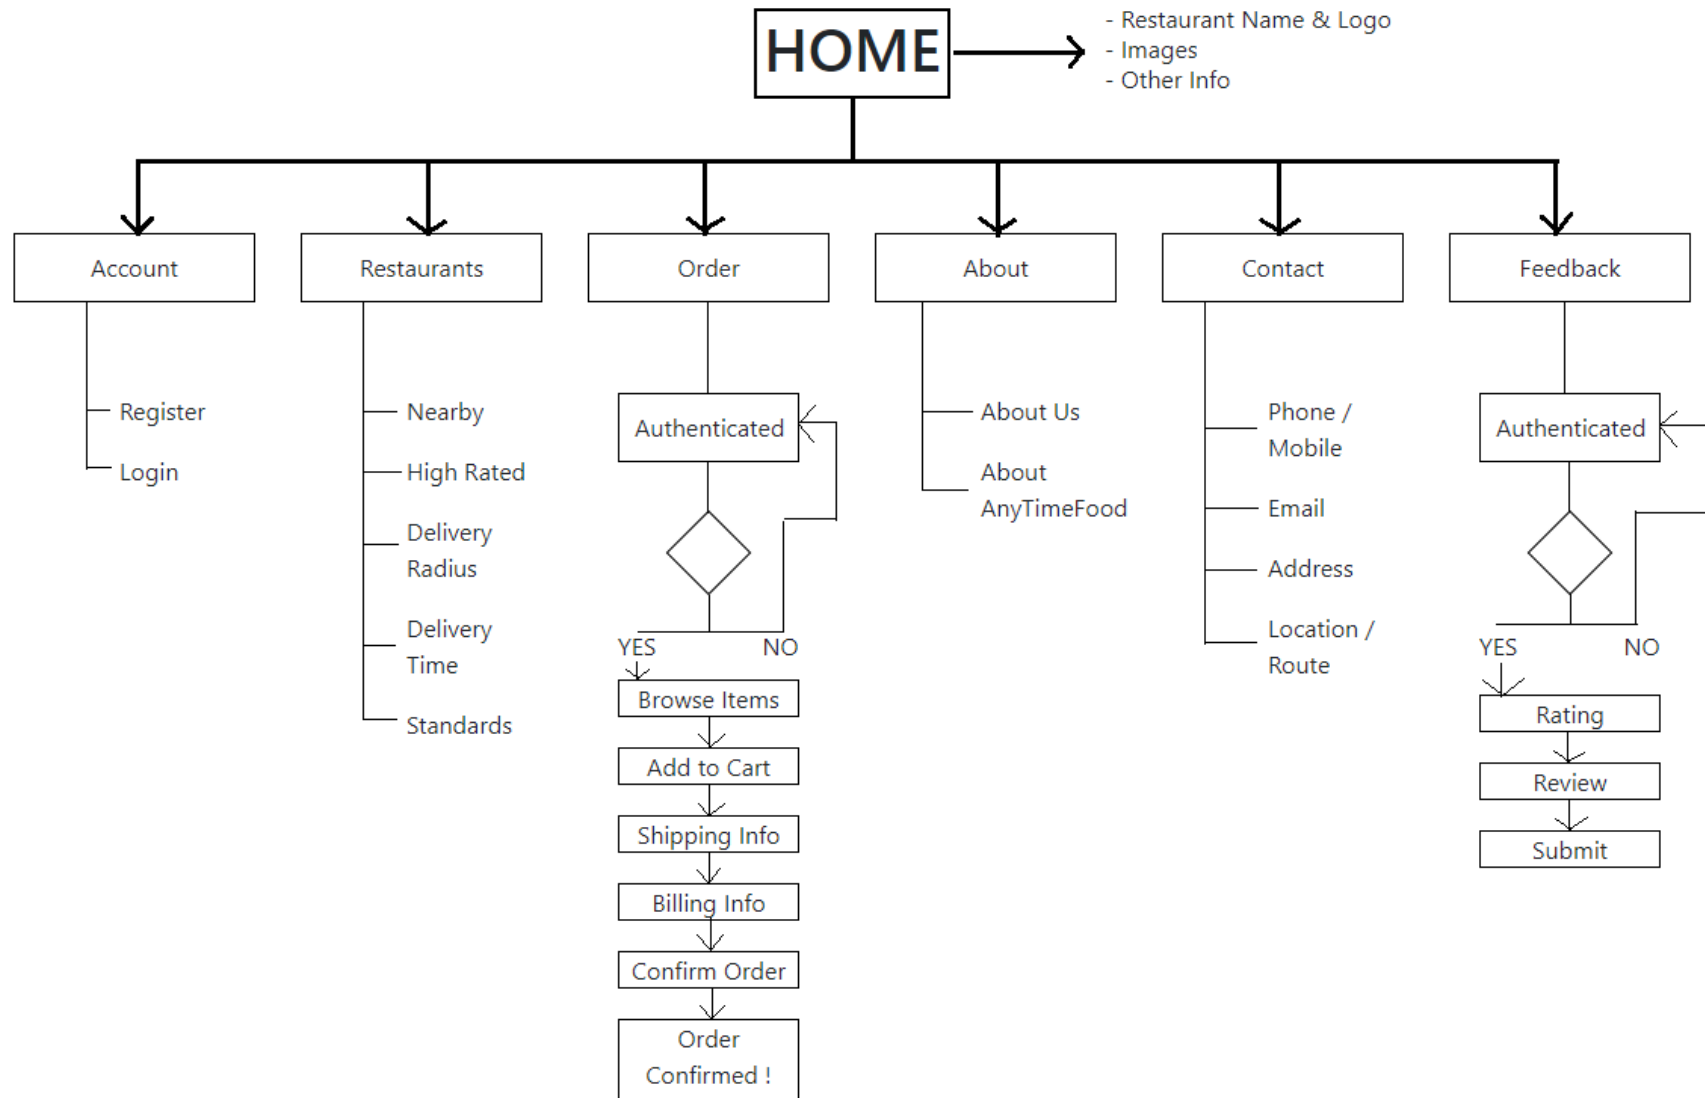 HOME
- Restaurant Name & Logo
- Images
- Other Info
Account
Restaurants
Order
About
Contact
Feedback
Register
Login
Nearby
High Rated
Delivery
Radius
Delivery
Time
Standards
Authenticated
YES
NO
Browse Items
Add to Cart
Shipping Info
Billing Info
Confirm Order
Order
Confirmed !
About Us
About
AnyTimeFood
Phone /
Mobile
Email
Address
Location /
Route
Authenticated
YES
NO
Rating
Review
Submit